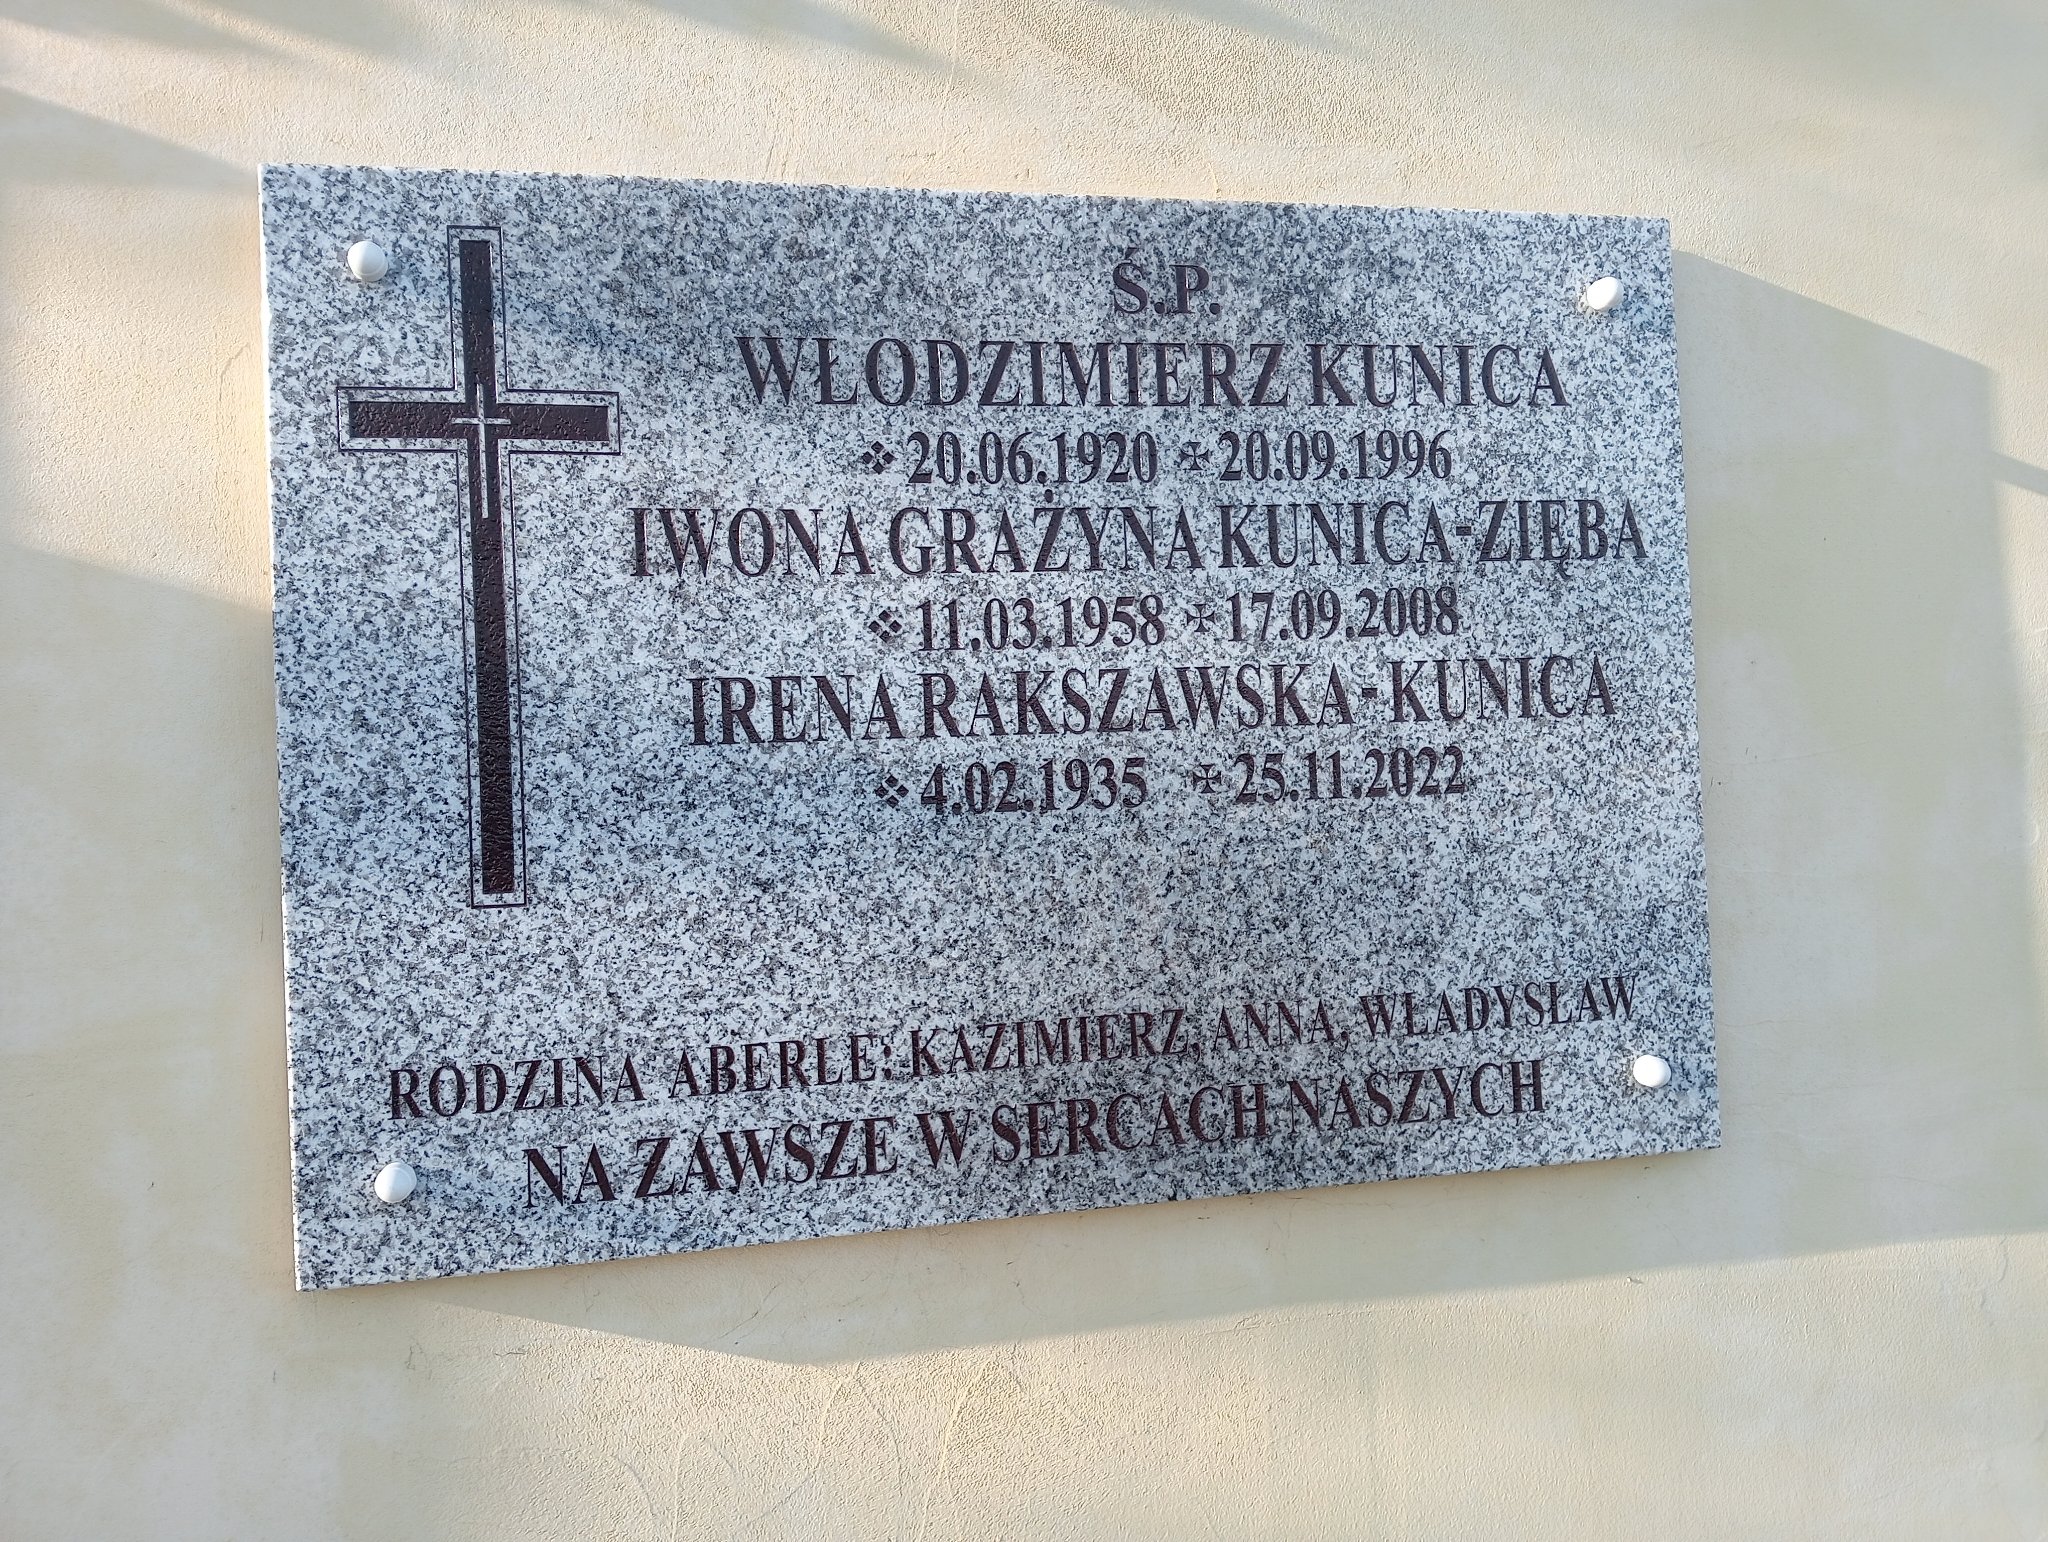 Ś.P.
WŁODZIMIERZ KUNICA
20.06.1920 20.09.1996
IWONA GRAŻYNA KUNICA-ZIĘBA
11.03.1958 17.09.2008
IRENA RAKSZAWSKA-KUNICA
4.02.1935 25.11.2022
RODZINA ABERLE: KAZIMIERZ, ANNA, WŁADYSŁAW
NA ZAWSZE W SERCACH NASZYCH